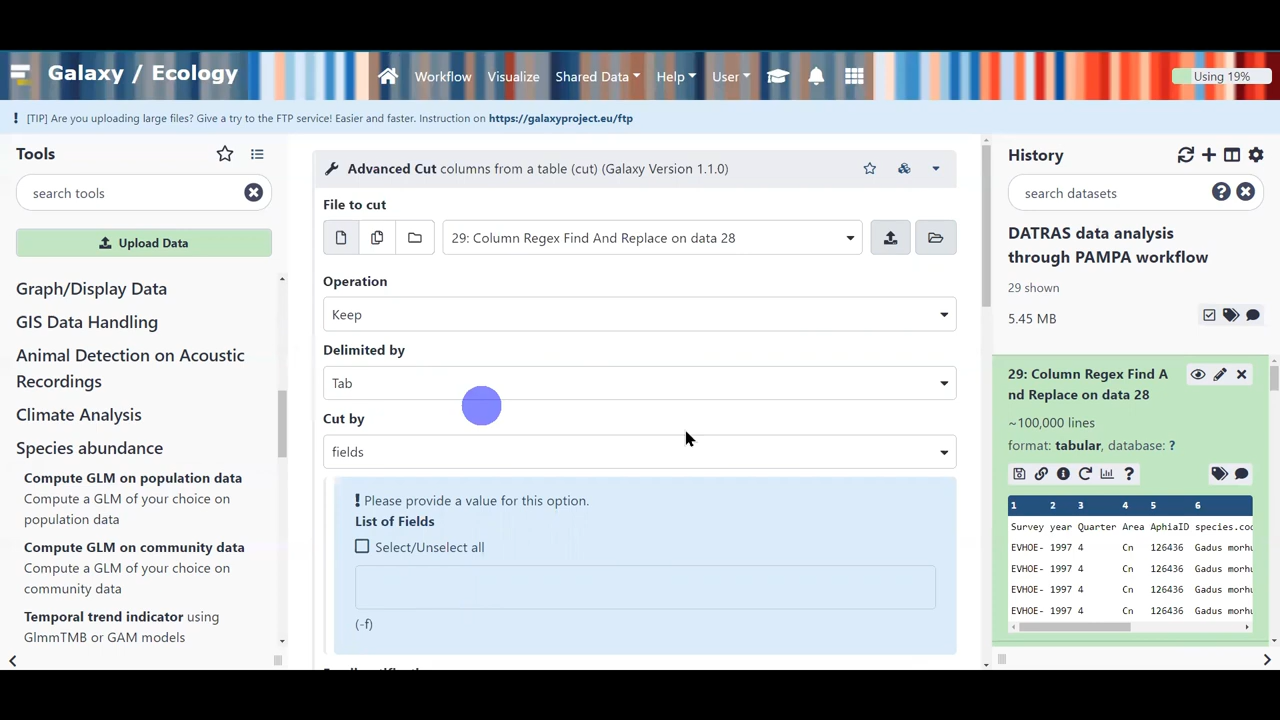 Galaxy / Ecology
Workflow Visualize Shared Data Help User Using 19%
! [TIP] Are you uploading large files? Give a try to the FTP service! Easier and faster. Instruction on https://galaxyproject.eu/ftp
Tools
search tools
Upload Data
Graph/Display Data
GIS Data Handling
Animal Detection on Acoustic
Recordings
Climate Analysis
Species abundance
Compute GLM on population data
Compute a GLM of your choice on
population data
Compute GLM on community data
Compute a GLM of your choice on
community data
Temporal trend indicator using
GlmmTMB or GAM models
Advanced Cut columns from a table (cut) (Galaxy Version 1.1.0)
File to cut
29: Column Regex Find And Replace on data 28
Operation
Keep
Delimited by
Tab
Cut by
fields
! Please provide a value for this option.
List of Fields
Select/Unselect all
(-f)
History
search datasets
DATRAS data analysis
through PAMPA workflow
29 shown
5.45 MB
29: Column Regex Find A
nd Replace on data 28
~100,000 lines
format: tabular, database: ?
1 2 3 4 5 6
Survey year Quarter Area AphiaID species.co
EVHOE- 1997 4 Cn 126436 Gadus morhu
EVHOE- 1997 4 Cn 126436 Gadus morhu
EVHOE- 1997 4 Cn 126436 Gadus morhu
EVHOE- 1997 4 Cn 126436 Gadus morhu